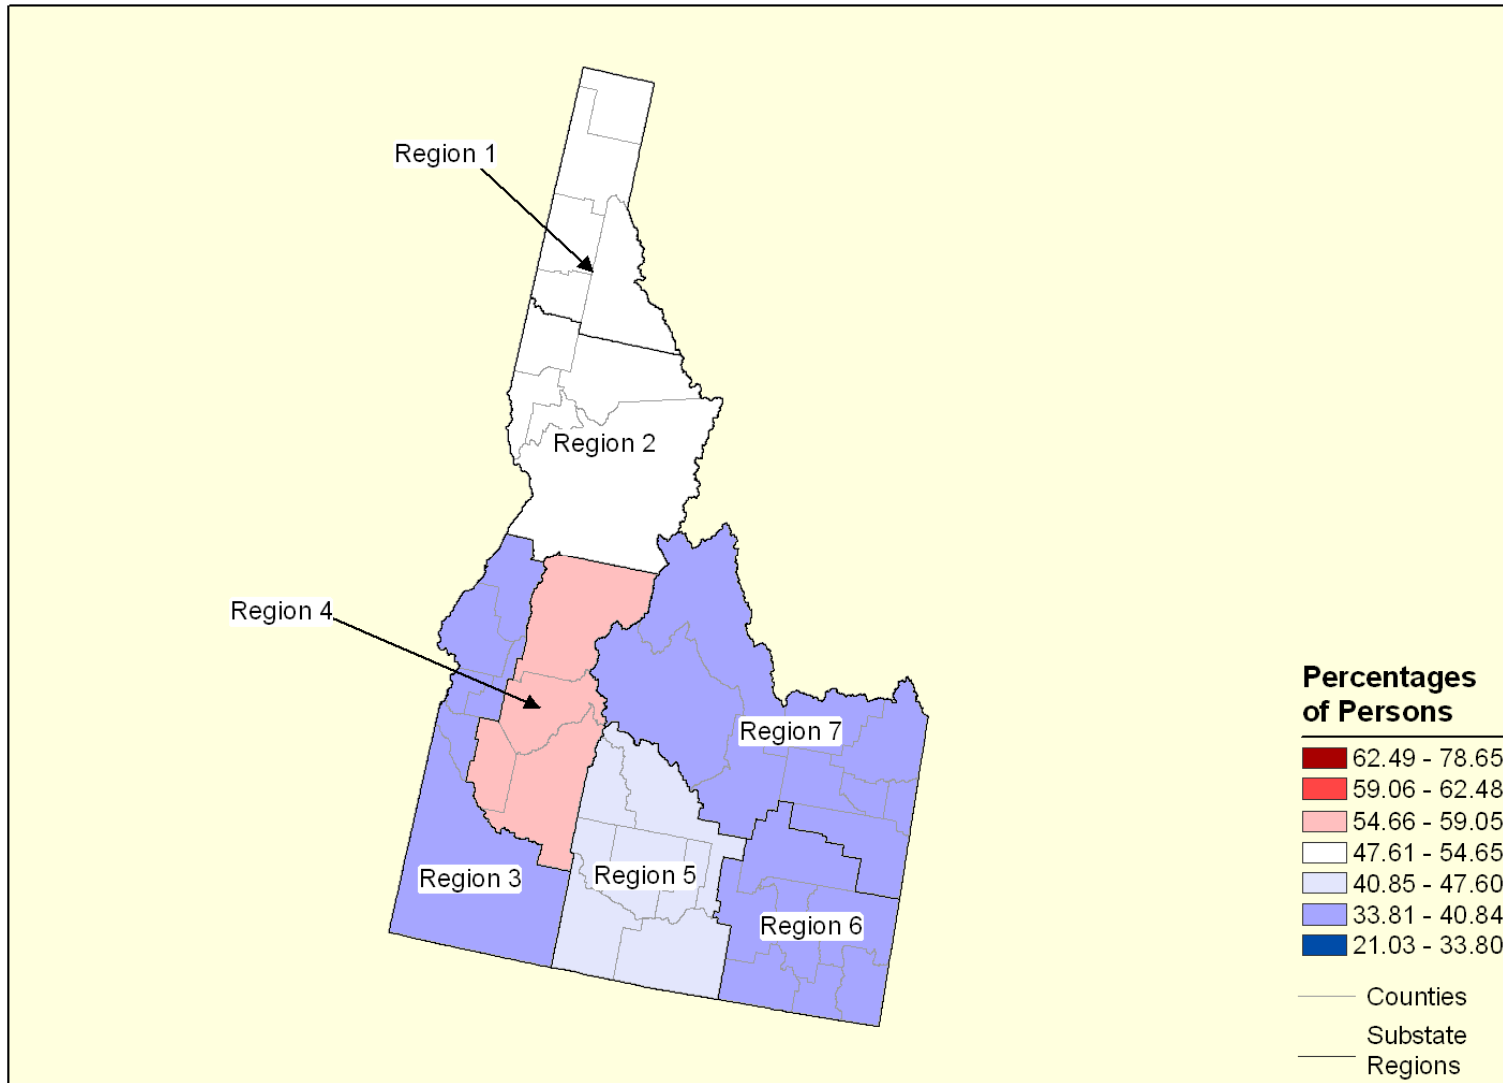 Region 1
Region 2
Region 4
Region 7
Region 3
Region 5
Region 6
Percentages
of Persons
62.49 - 78.65
59.06 - 62.48
54.66 - 59.05
47.61 - 54.65
40.85 - 47.60
33.81 - 40.84
21.03 - 33.80
Counties
Substate
Regions